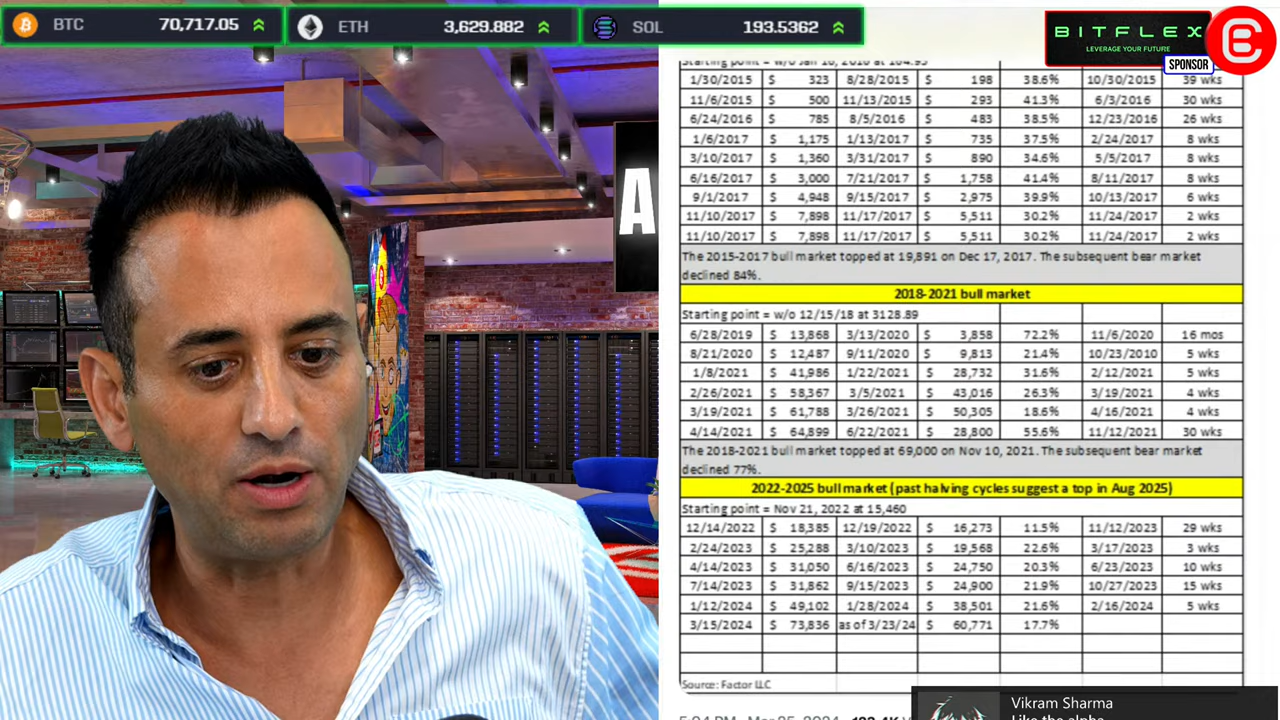 BTC 70,717.05 ETH 3,629.882 SOL 193.5362
BITFLEX
LEVERAGE YOUR FUTURE
SPONSOR
A
1/30/2015 $ 323 8/28/2015 $ 198 38.6% 10/30/2015 39 wks
11/6/2015 $ 500 11/13/2015 $ 293 41.3% 6/3/2016 30 wks
6/24/2016 $ 785 8/5/2016 $ 483 38.5% 12/23/2016 26 wks
1/6/2017 $ 1,175 1/13/2017 $ 735 37.5% 2/24/2017 8 wks
3/10/2017 $ 1,360 3/31/2017 $ 890 34.6% 5/5/2017 8 wks
6/16/2017 $ 3,000 7/21/2017 $ 1,758 41.4% 8/11/2017 8 wks
9/1/2017 $ 4,948 9/15/2017 $ 2,975 39.9% 10/13/2017 6 wks
11/10/2017 $ 7,898 11/17/2017 $ 5,511 30.2% 11/24/2017 2 wks
11/10/2017 $ 7,898 11/17/2017 $ 5,511 30.2% 11/24/2017 2 wks
The 2015-2017 bull market topped at 19,891 on Dec 17, 2017. The subsequent bear market
declined 84%.
2018-2021 bull market
Starting point = w/o 12/15/18 at 3128.89
6/28/2019 $ 13,868 3/13/2020 $ 3,858 72.2% 11/6/2020 16 mos
8/21/2020 $ 12,487 9/11/2020 $ 9,813 21.4% 10/23/2010 5 wks
1/8/2021 $ 41,986 1/22/2021 $ 28,732 31.6% 2/12/2021 5 wks
2/26/2021 $ 58,367 3/5/2021 $ 43,016 26.3% 3/19/2021 4 wks
3/19/2021 $ 61,788 3/26/2021 $ 50,305 18.6% 4/16/2021 4 wks
4/14/2021 $ 64,899 6/22/2021 $ 28,800 55.6% 11/12/2021 30 wks
The 2018-2021 bull market topped at 69,000 on Nov 10, 2021. The subsequent bear market
declined 77%.
2022-2025 bull market (past halving cycles suggest a top in Aug 2025)
Starting point = Nov 21, 2022 at 15,460
12/14/2022 $ 18,385 12/19/2022 $ 16,273 11.5% 11/12/2023 29 wks
2/24/2023 $ 25,288 3/10/2023 $ 19,568 22.6% 3/17/2023 3 wks
4/14/2023 $ 31,050 6/16/2023 $ 24,750 20.3% 6/23/2023 10 wks
7/14/2023 $ 31,862 9/15/2023 $ 24,900 21.9% 10/27/2023 15 wks
1/12/2024 $ 49,102 1/28/2024 $ 38,501 21.6% 2/16/2024 5 wks
3/15/2024 $ 73,836 as of 3/23/24 $ 60,771 17.7%
Source: Factor LLC
Vikram Sharma
Like the alpha